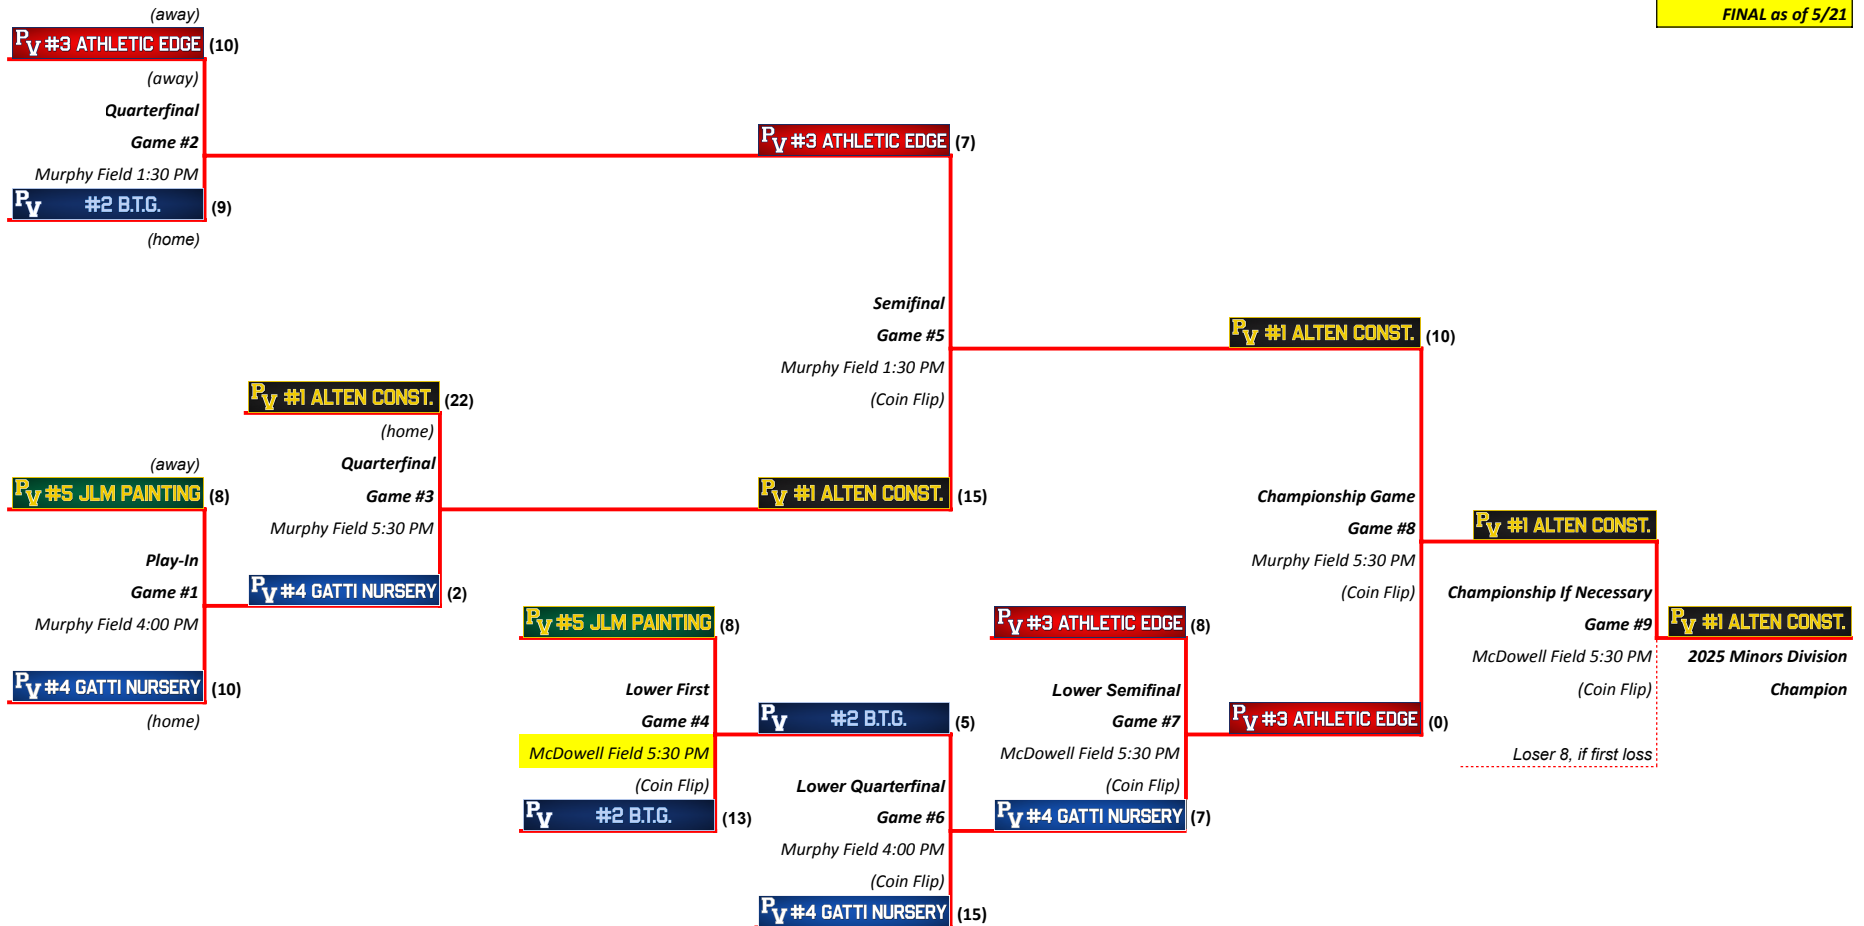 FINAL as of 5/21
(away)
PV #3 ATHLETIC EDGE (10)
(away)
Quarterfinal
Game #2
Murphy Field 1:30 PM
PV #2 B.T.G. (9)
(home)
PV #3 ATHLETIC EDGE (7)
Semifinal
Game #5
Murphy Field 1:30 PM
(Coin Flip)
PV #1 ALTEN CONST. (15)
PV #1 ALTEN CONST. (22)
(home)
Quarterfinal
Game #3
Murphy Field 5:30 PM
PV #4 GATTI NURSERY (2)
(away)
PV #5 JLM PAINTING (8)
Play-In
Game #1
Murphy Field 4:00 PM
PV #4 GATTI NURSERY (10)
(home)
PV #5 JLM PAINTING (8)
Lower First
Game #4
McDowell Field 5:30 PM
(Coin Flip)
PV #2 B.T.G. (13)
PV #2 B.T.G. (5)
Lower Quarterfinal
Game #6
Murphy Field 4:00 PM
(Coin Flip)
PV #4 GATTI NURSERY (15)
PV #3 ATHLETIC EDGE (8)
Lower Semifinal
Game #7
McDowell Field 5:30 PM
(Coin Flip)
PV #4 GATTI NURSERY (7)
PV #1 ALTEN CONST. (10)
Championship Game
Game #8
Murphy Field 5:30 PM
(Coin Flip)
PV #3 ATHLETIC EDGE (0)
PV #1 ALTEN CONST.
Championship If Necessary
Game #9
McDowell Field 5:30 PM
(Coin Flip)
Loser 8, if first loss
PV #1 ALTEN CONST.
2025 Minors Division
Champion